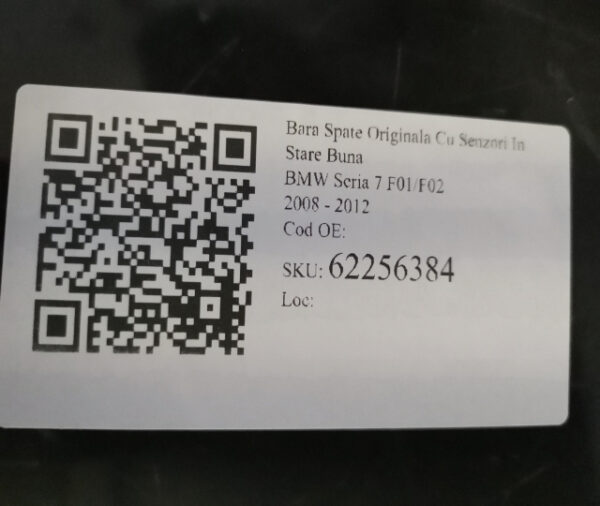 Bara Spate Originala Cu Senzori In
Stare Buna
BMW Seria 7 F01/F02
2008 - 2012
Cod OE:
SKU: 62256384
Loc: